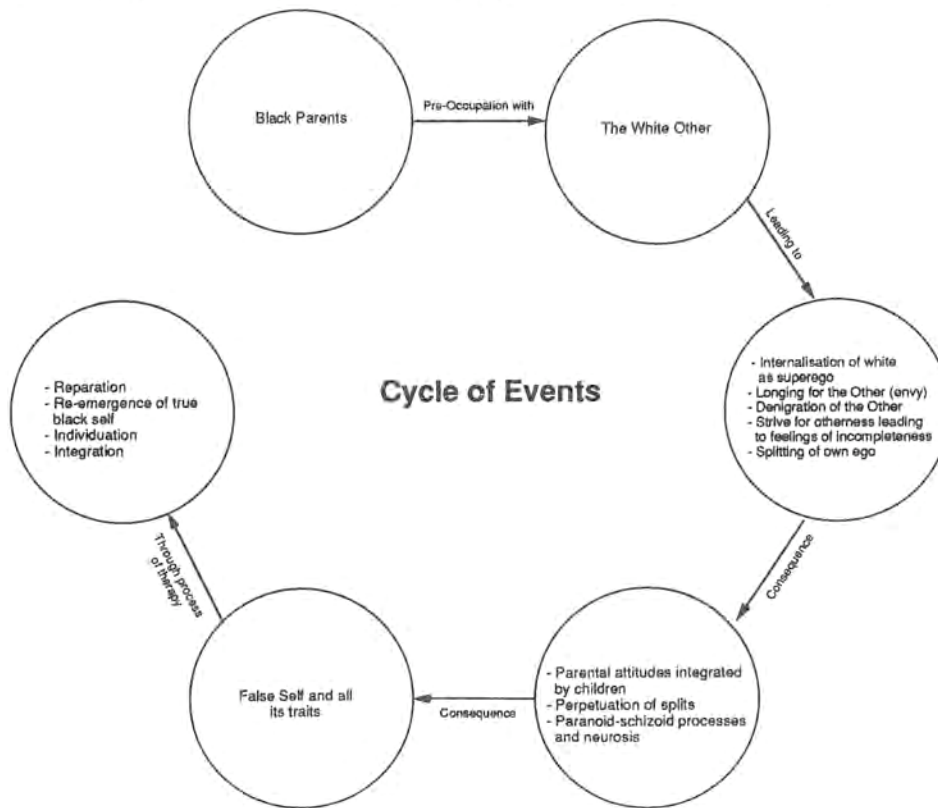 Black Parents
Pre-Occupation with
The White Other
Leading to
- Internalisation of white
as superego
- Longing for the Other (envy)
- Denigration of the Other
- Strive for otherness leading
to feelings of incompleteness
- Splitting of own ego
Cycle of Events
- Reparation
- Re-emergence of true
black self
- Individuation
- Integration
Consequence
- Parental attitudes integrated
by children
- Perpetuation of splits
- Paranoid-schizoid processes
and neurosis
Consequence
False Self and all
its traits
Through process
of therapy